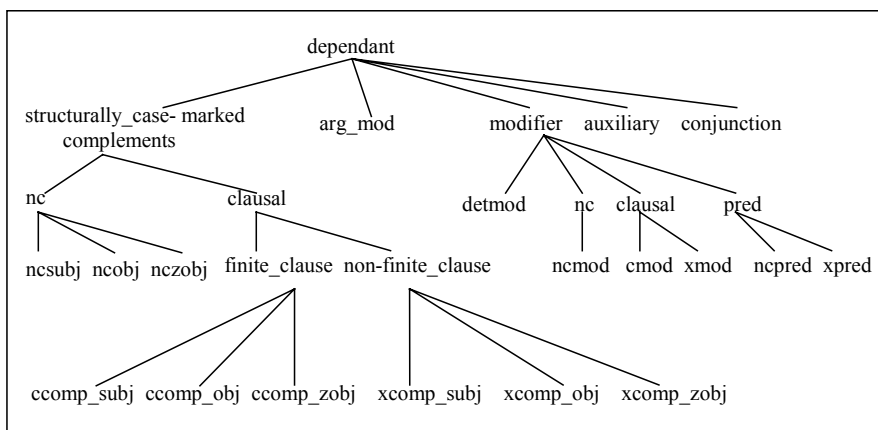 dependant
structurally_case- marked
complements
arg_mod
modifier
auxiliary
conjunction
nc
clausal
detmod
nc
clausal
pred
ncsubj
ncobj
nczobj
finite_clause
non-finite_clause
ncmod
cmod
xmod
ncpred
xpred
ccomp_subj
ccomp_obj
ccomp_zobj
xcomp_subj
xcomp_obj
xcomp_zobj